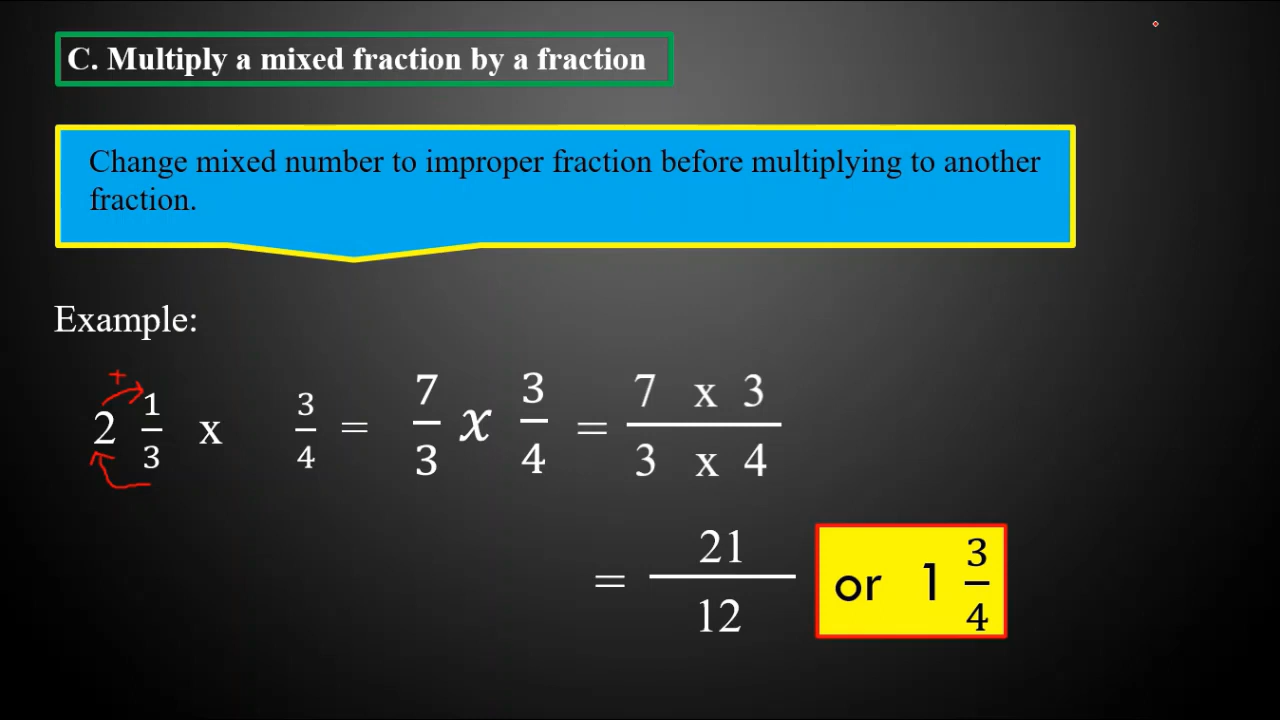 C. Multiply a mixed fraction by a fraction
Change mixed number to improper fraction before multiplying to another
fraction.
Example:
+
2 1/3 x 3/4 = 7/3 x 3/4 = 7 x 3 / 3 x 4
= 21/12 or 1 3/4